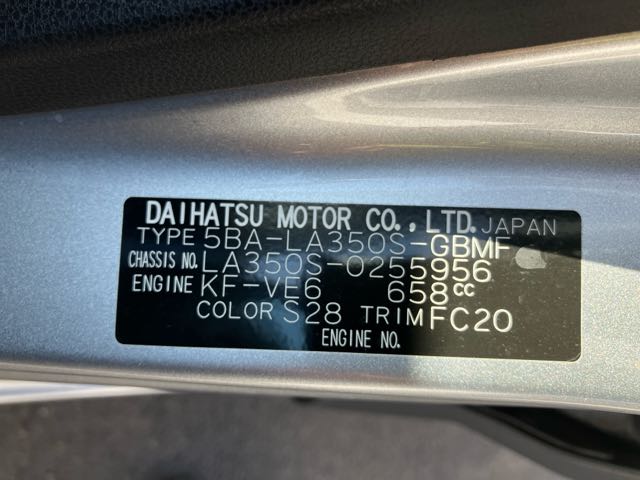 DAIHATSU MOTOR CO., LTD. JAPAN
TYPE 5BA-LA350S-GBMF
CHASSIS NO. LA350S-0255956
ENGINE KF-VE6 658CC
COLOR S28 TRIM FC20
ENGINE NO.